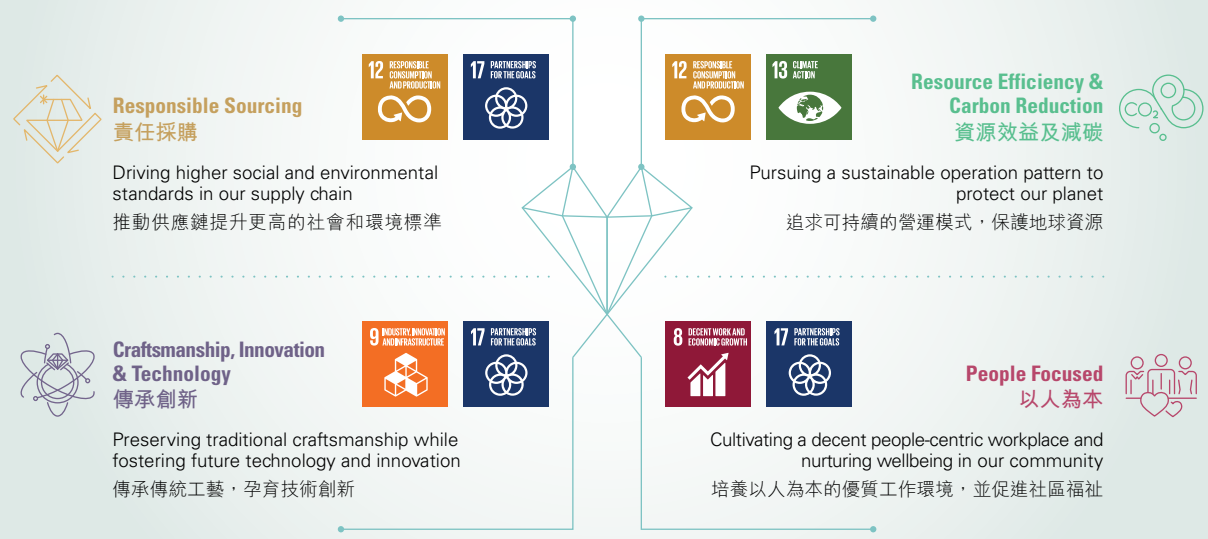 Responsible Sourcing
責任採購
12 RESPONSIBLE
CONSUMPTION
AND PRODUCTION
17 PARTNERSHIPS
FOR THE GOALS
Driving higher social and environmental
standards in our supply chain
推動供應鏈提升更高的社會和環境標準
12 RESPONSIBLE
CONSUMPTION
AND PRODUCTION
13 CLIMATE
ACTION
Resource Efficiency &
Carbon Reduction
資源效益及減碳
CO2
Pursuing a sustainable operation pattern to
protect our planet
追求可持續的營運模式，保護地球資源
Craftsmanship, Innovation
& Technology
傳承創新
9 INDUSTRY, INNOVATION
AND INFRASTRUCTURE
17 PARTNERSHIPS
FOR THE GOALS
Preserving traditional craftsmanship while
fostering future technology and innovation
傳承傳統工藝，孕育技術創新
8 DECENT WORK AND
ECONOMIC GROWTH
17 PARTNERSHIPS
FOR THE GOALS
People Focused
以人為本
Cultivating a decent people-centric workplace and
nurturing wellbeing in our community
培養以人為本的優質工作環境，並促進社區福祉